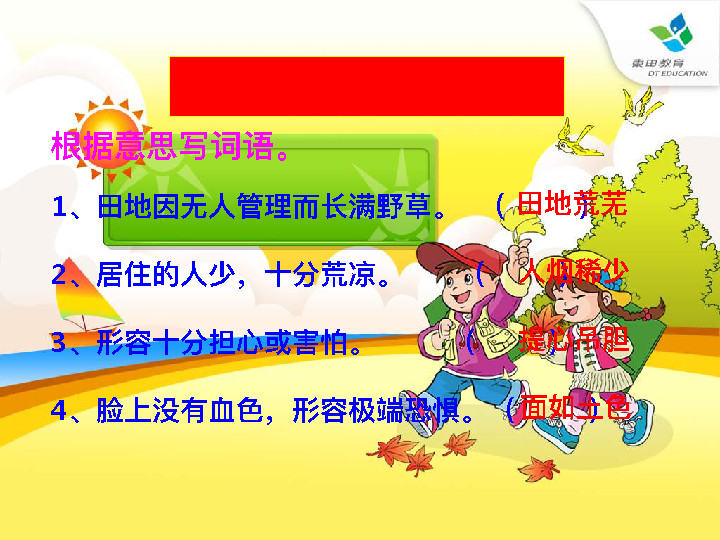 東田教育
DT EDUCATION
根据意思写词语。
1、田地因无人管理而长满野草。 (田地荒芜)
2、居住的人少，十分荒凉。 (人烟稀少)
3、形容十分担心或害怕。 (提心吊胆)
4、脸上没有血色，形容极端恐惧。 (面如土色)